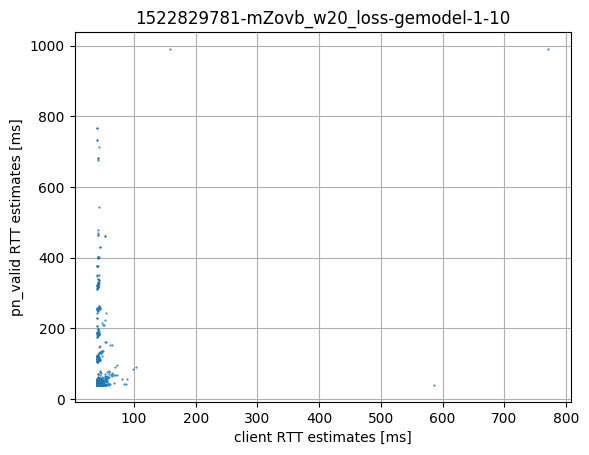 1522829781-mZovb_w20_loss-gemodel-1-10
1000
800
600
400
200
0
pn_valid RTT estimates [ms]
100 200 300 400 500 600 700 800
client RTT estimates [ms]